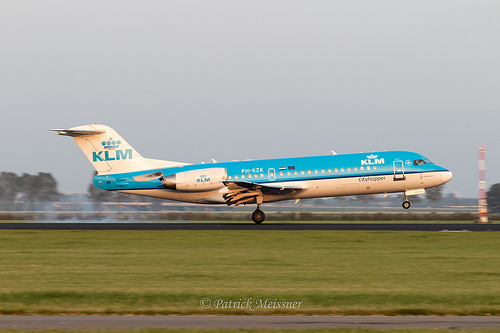 KLM
PH-KZK
KLM
KLM
Cityhopper
© Patrick Meissner